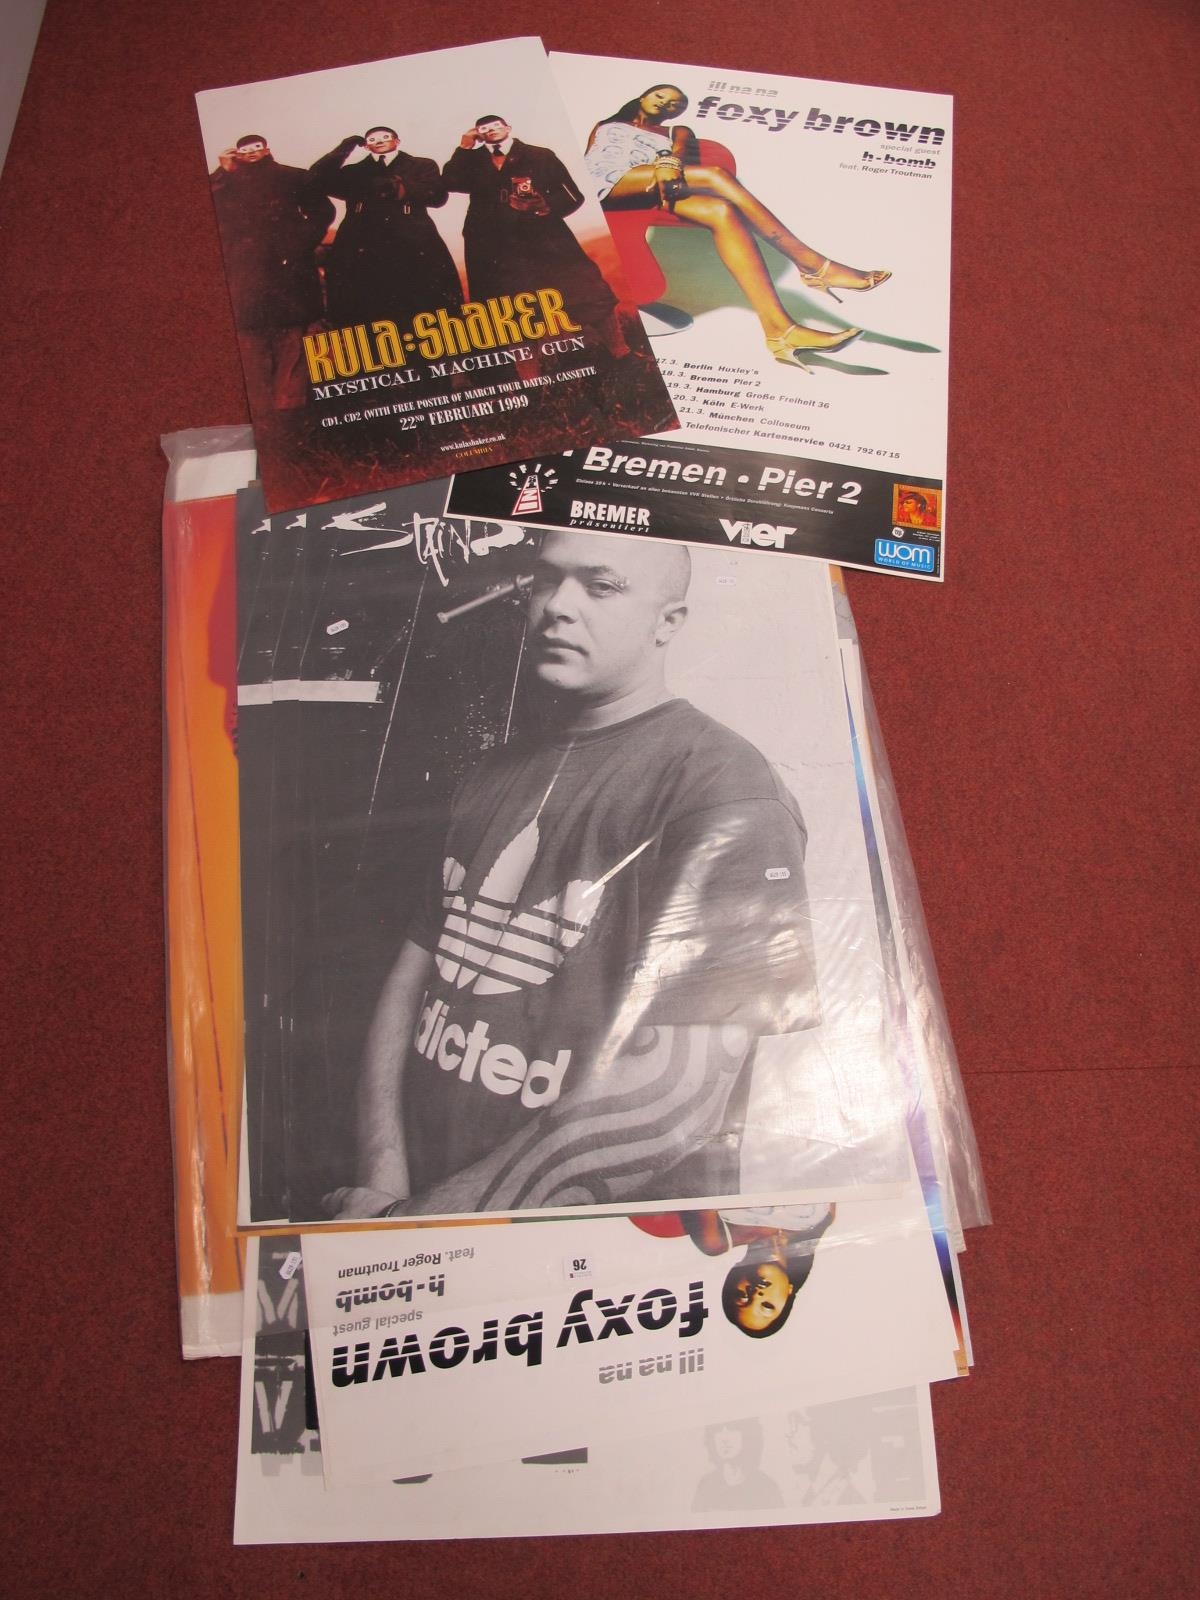 KULa:ShaKER
MYSTICAL MACHINE GUN
CD1, CD2 (WITH FREE POSTER OF MARCH TOUR DATES), CASSETTE
22ND FEBRUARY 1999
www.kulashaker.co.uk
COLUMBIA
ill na na
foxy brown
special guest
h-bomb
feat. Roger Troutman
17.3. Berlin Huxley's
18.3. Bremen Pier 2
19.3. Hamburg Große Freiheit 36
20.3. Köln E-Werk
21.3. München Colloseum
Telefonischer Kartenservice 0421 792 67 15
Bremen • Pier 2
BREMER
präsentiert
vier
wom
WORLD OF MUSIC
STAIND
dicted
26
feat. Roger Troutman
h-bomb
special guest
foxy brown
ill na na